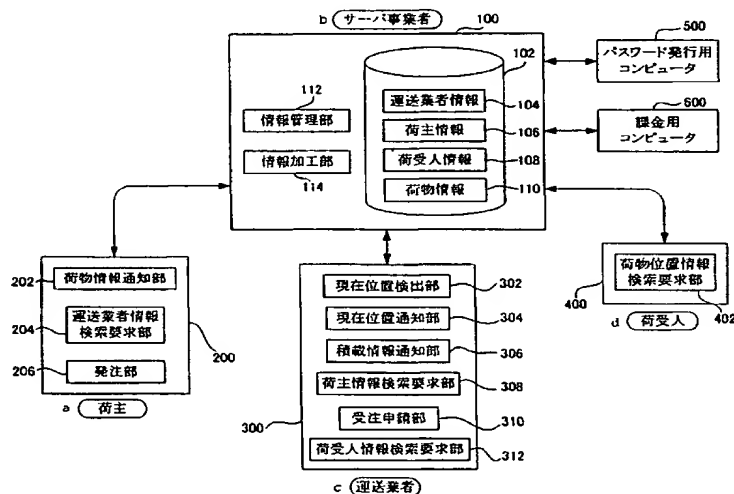 b サーバ事業者
100
102
112
情報管理部
情報加工部
114
運送業者情報
104
荷主情報
106
荷受人情報
108
荷物情報
110
500
パスワード発行用
コンピュータ
600
課金用
コンピュータ
202
荷物情報通知部
204
運送業者情報
検索要求部
206
発注部
200
a 荷主
現在位置検出部
302
現在位置通知部
304
積載情報通知部
306
荷主情報検索要求部
308
受注申請部
310
荷受人情報検索要求部
312
300
c 運送業者
荷物位置情報
検索要求部
400
402
d 荷受人